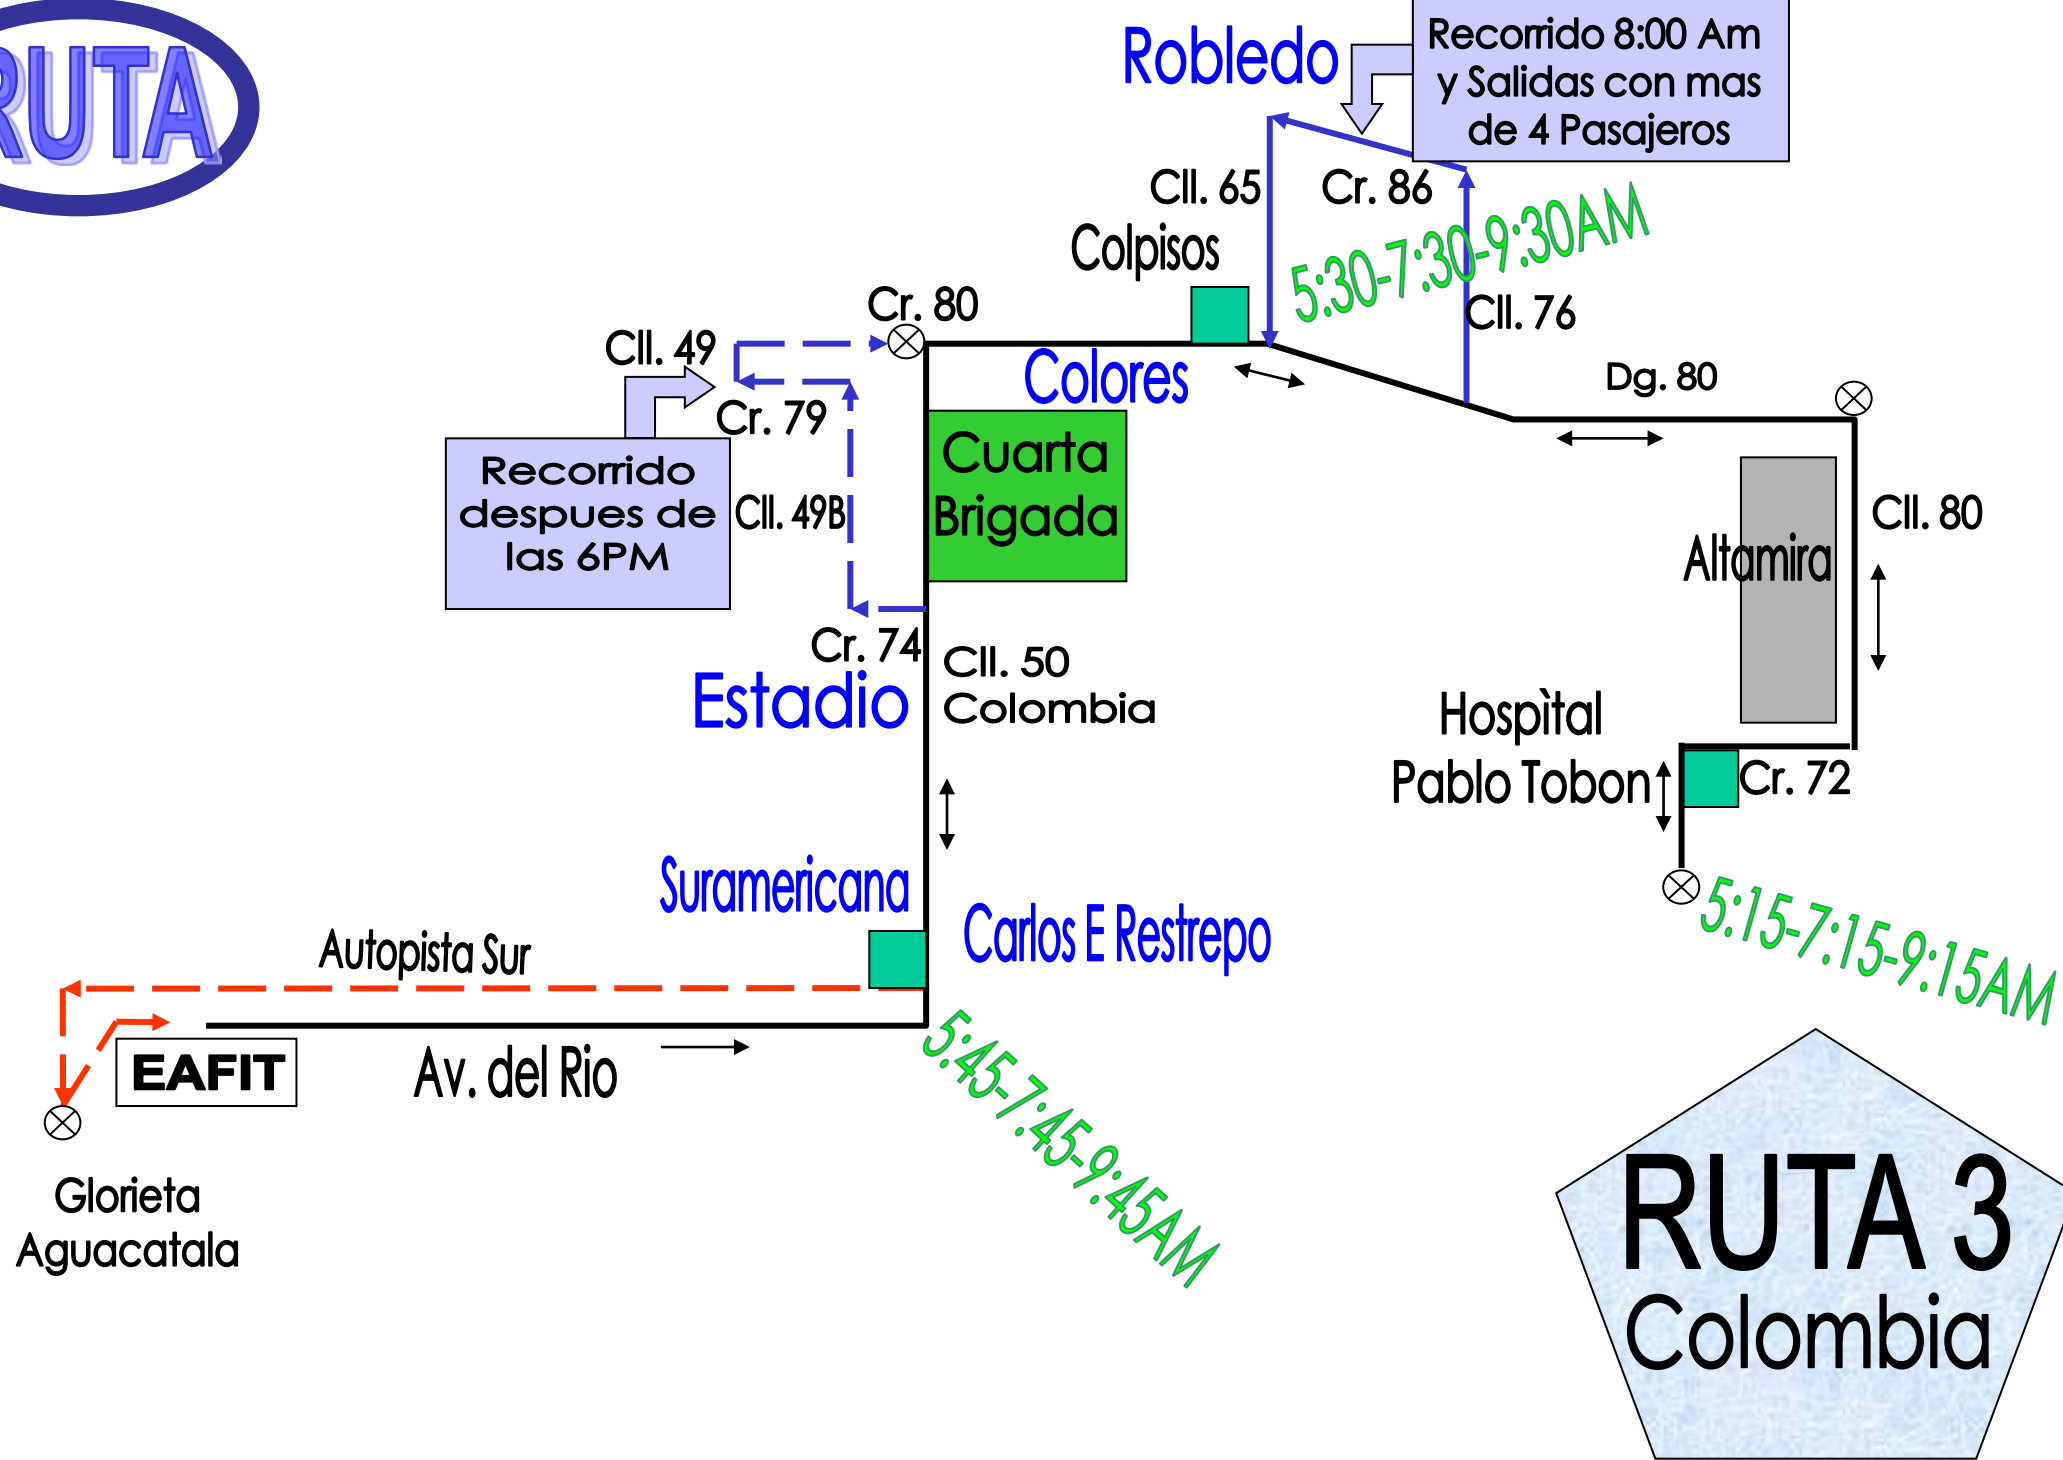 RUTA
Robledo
Recorrido 8:00 Am
y Salidas con mas
de 4 Pasajeros
Cll. 65
Cr. 86
Colpisos
5:30-7:30-9:30AM
Cr. 80
Cll. 76
Cll. 49
Colores
Dg. 80
Cr. 79
Cuarta
Brigada
Recorrido
despues de
las 6PM
Cll. 49B
Cll. 80
Altamira
Cr. 74
Cll. 50
Colombia
Estadio
Hospìtal
Pablo Tobon
Cr. 72
Suramericana
Carlos E Restrepo
5:15-7:15-9:15AM
Autopista Sur
EAFIT
Av. del Rio
5:45-7:45-9:45AM
Glorieta
Aguacatala
RUTA 3
Colombia